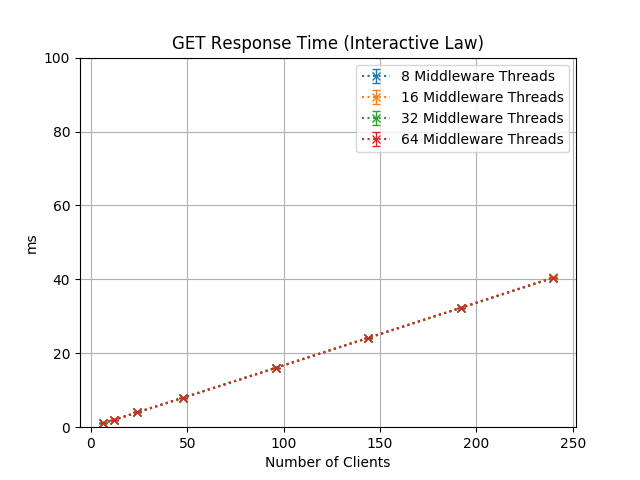 GET Response Time (Interactive Law)
100
80
60
40
20
0
ms
8 Middleware Threads
16 Middleware Threads
32 Middleware Threads
64 Middleware Threads
0
50
100
150
200
250
Number of Clients